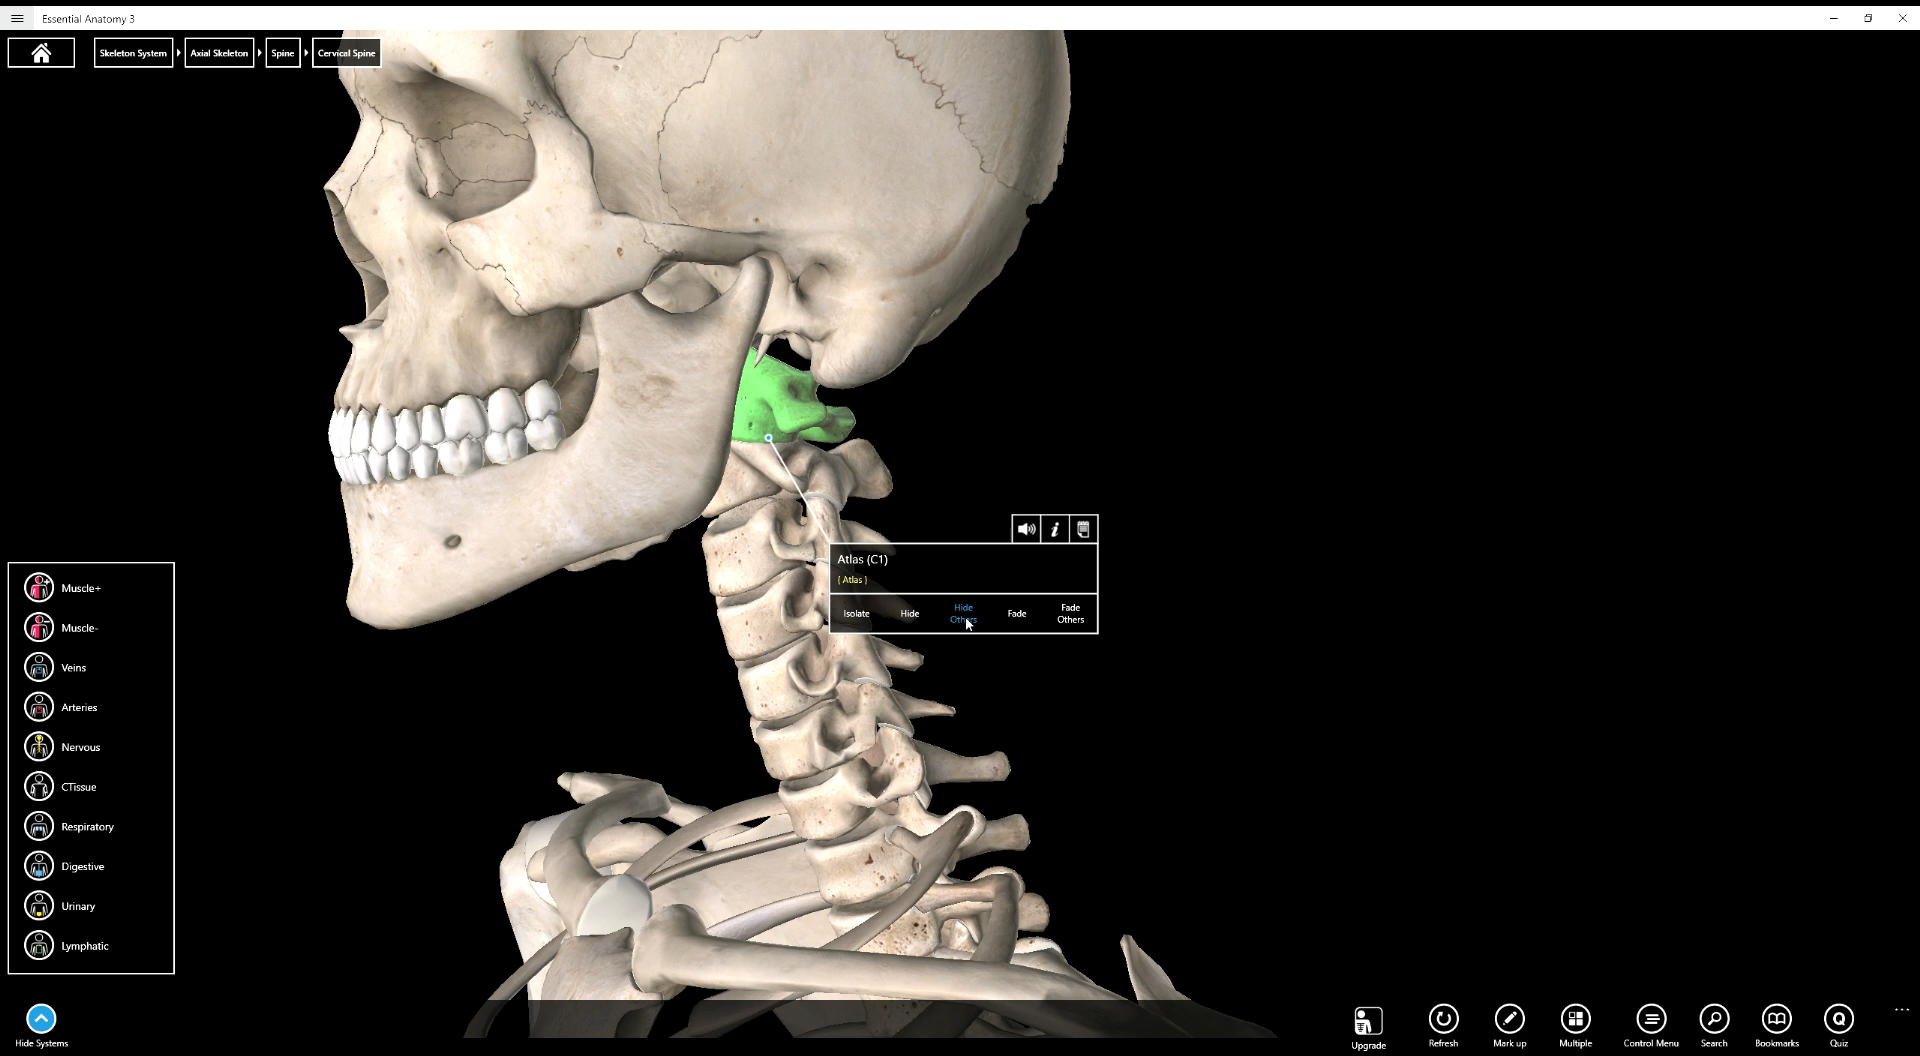 Essential Anatomy 3
Skeleton System
Axial Skeleton
Spine
Cervical Spine
Atlas (C1)
( Atlas )
Isolate
Hide
Hide
Others
Fade
Fade
Others
Muscle+
Muscle-
Veins
Arteries
Nervous
CTissue
Respiratory
Digestive
Urinary
Lymphatic
Hide Systems
Upgrade
Refresh
Mark up
Multiple
Control Menu
Search
Bookmarks
Q
Quiz